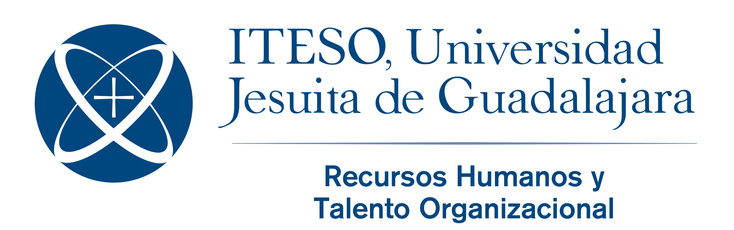 ITESO, Universidad
Jesuita de Guadalajara
Recursos Humanos y
Talento Organizacional